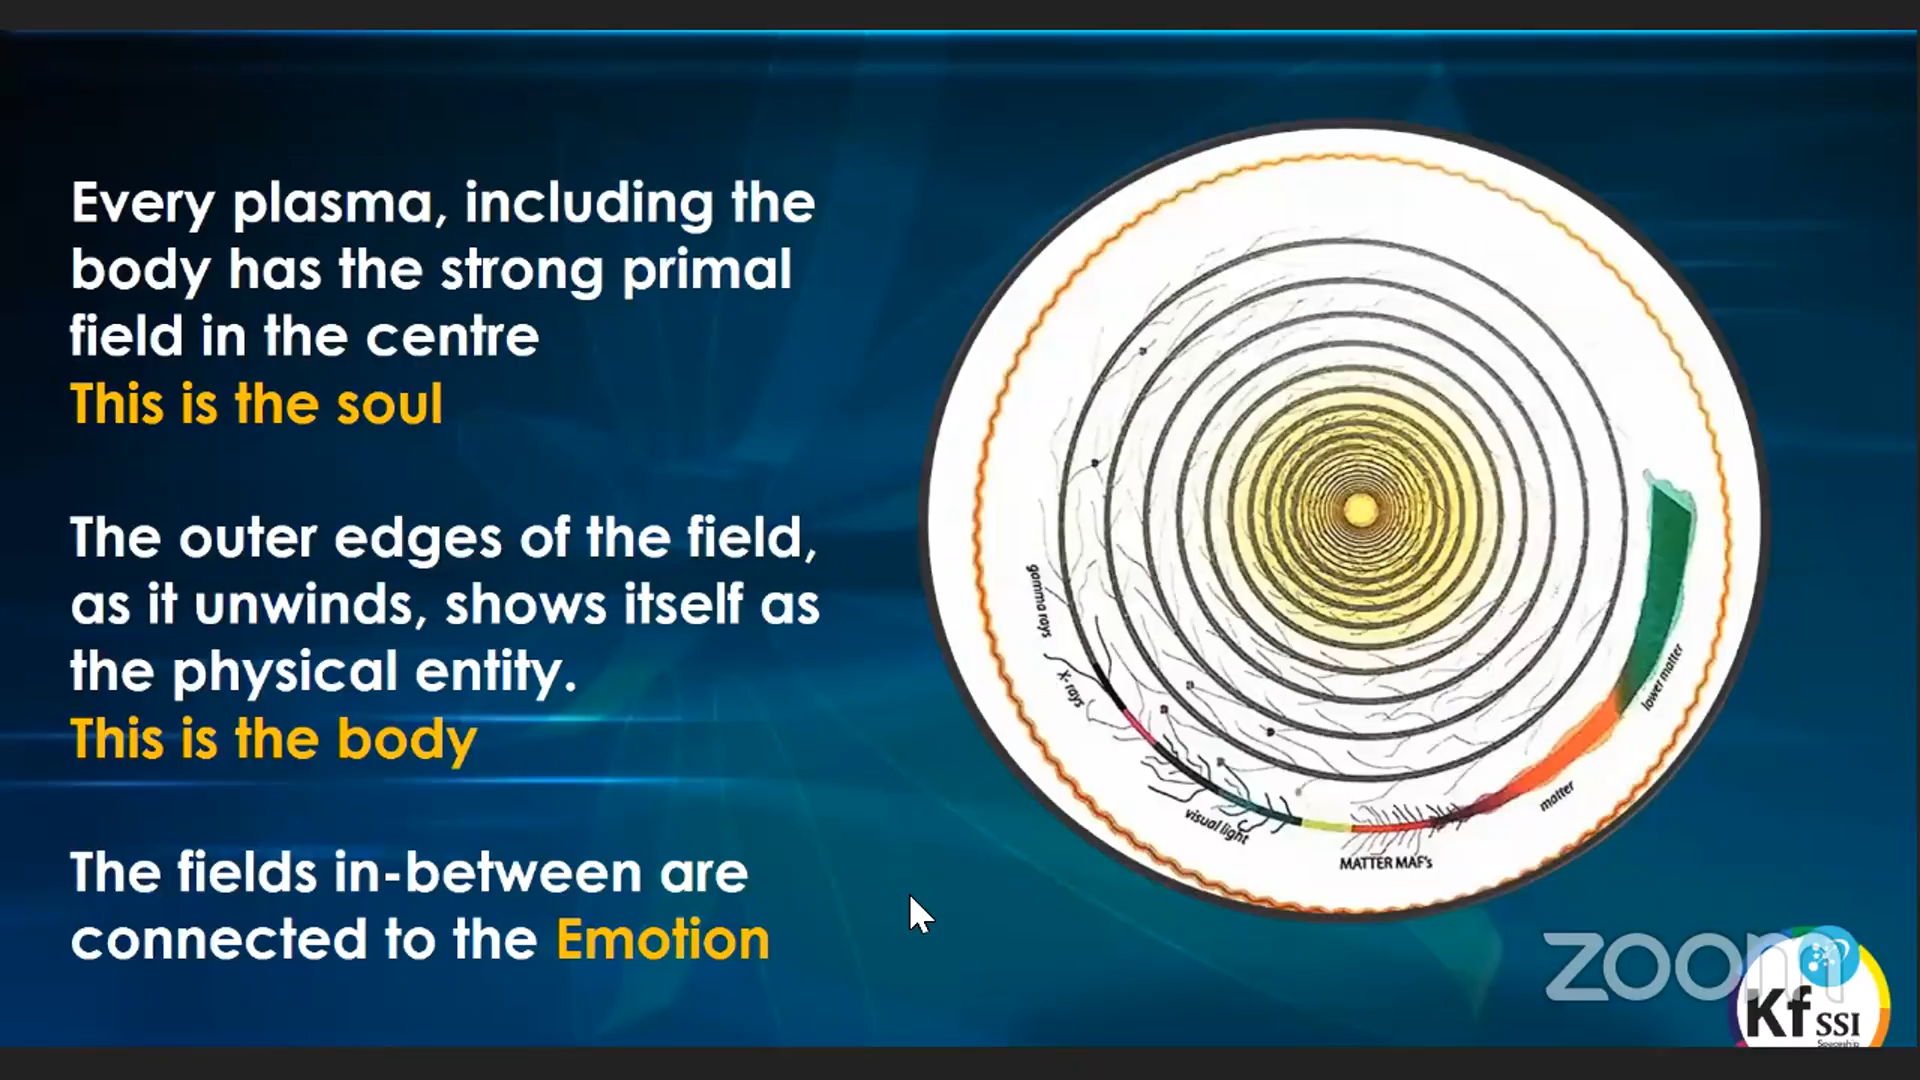 Every plasma, including the
body has the strong primal
field in the centre
This is the soul
The outer edges of the field,
as it unwinds, shows itself as
the physical entity.
This is the body
The fields in-between are
connected to the Emotion
gamma rays
X- rays
visual light
MATTER MAF's
matter
lower matter
zoom
Kf SSI
Spaceship